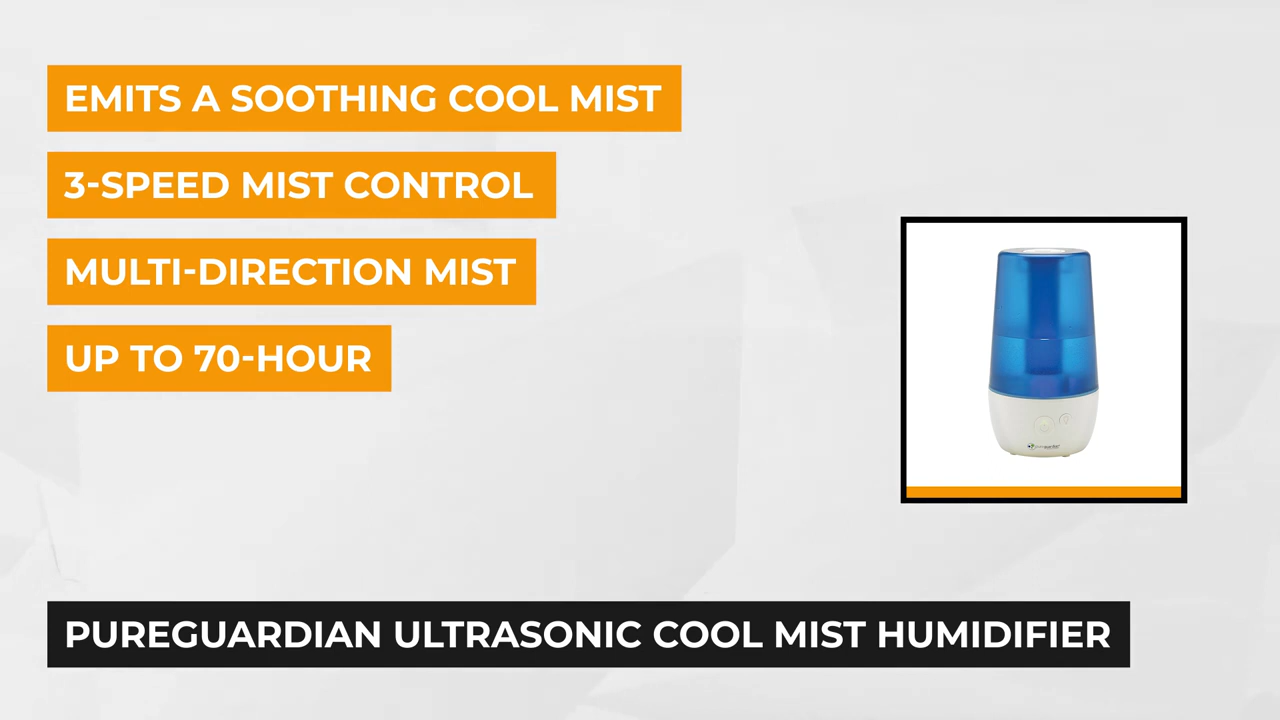 EMITS A SOOTHING COOL MIST
3-SPEED MIST CONTROL
MULTI-DIRECTION MIST
UP TO 70-HOUR
PUREGUARDIAN ULTRASONIC COOL MIST HUMIDIFIER